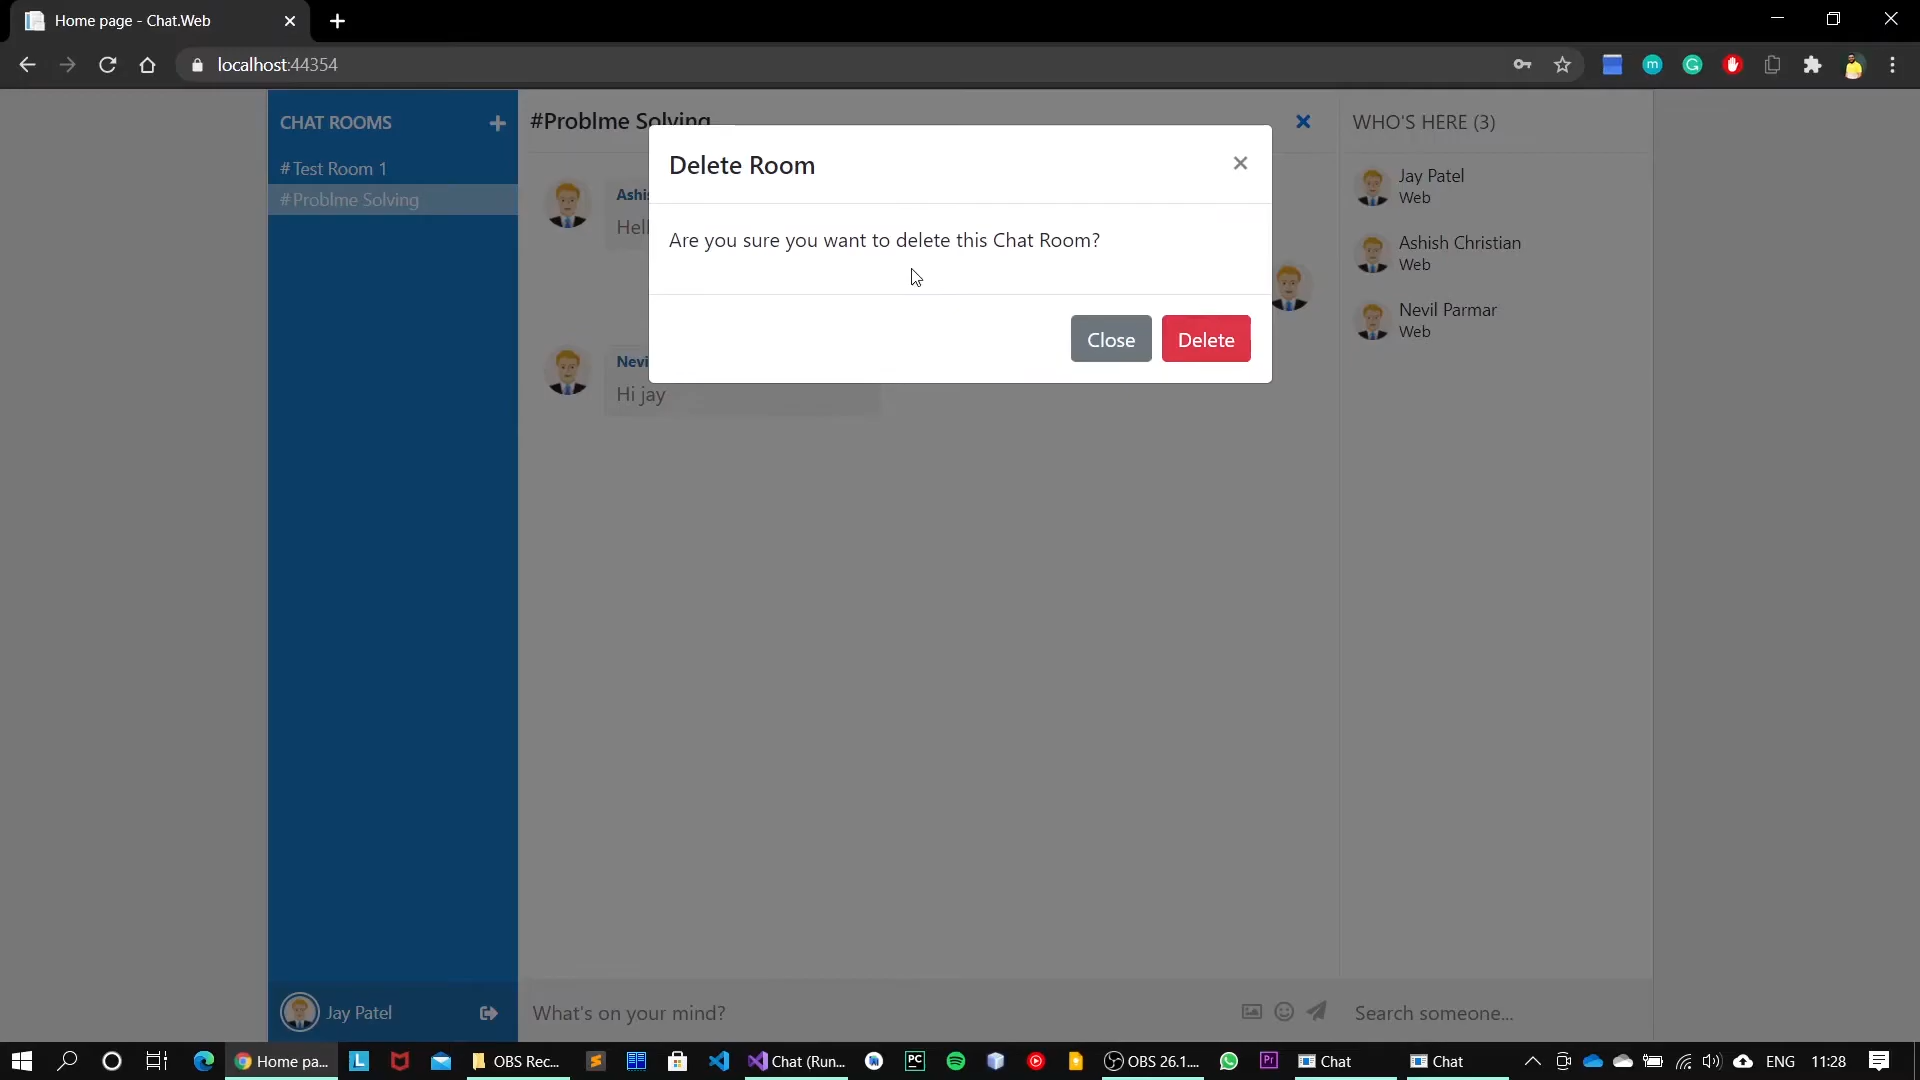 Home page - Chat.Web
localhost:44354
CHAT ROOMS
#Test Room 1
#Problme Solving
Jay Patel
#Problme Solving
Ashis
Hell
Nevi
Hi jay
What's on your mind?
Delete Room
Are you sure you want to delete this Chat Room?
Close
Delete
WHO'S HERE (3)
Jay Patel
Web
Ashish Christian
Web
Nevil Parmar
Web
Search someone...
Home pa...
OBS Rec...
Chat (Run...
OBS 26.1....
Chat
Chat
ENG
11:28